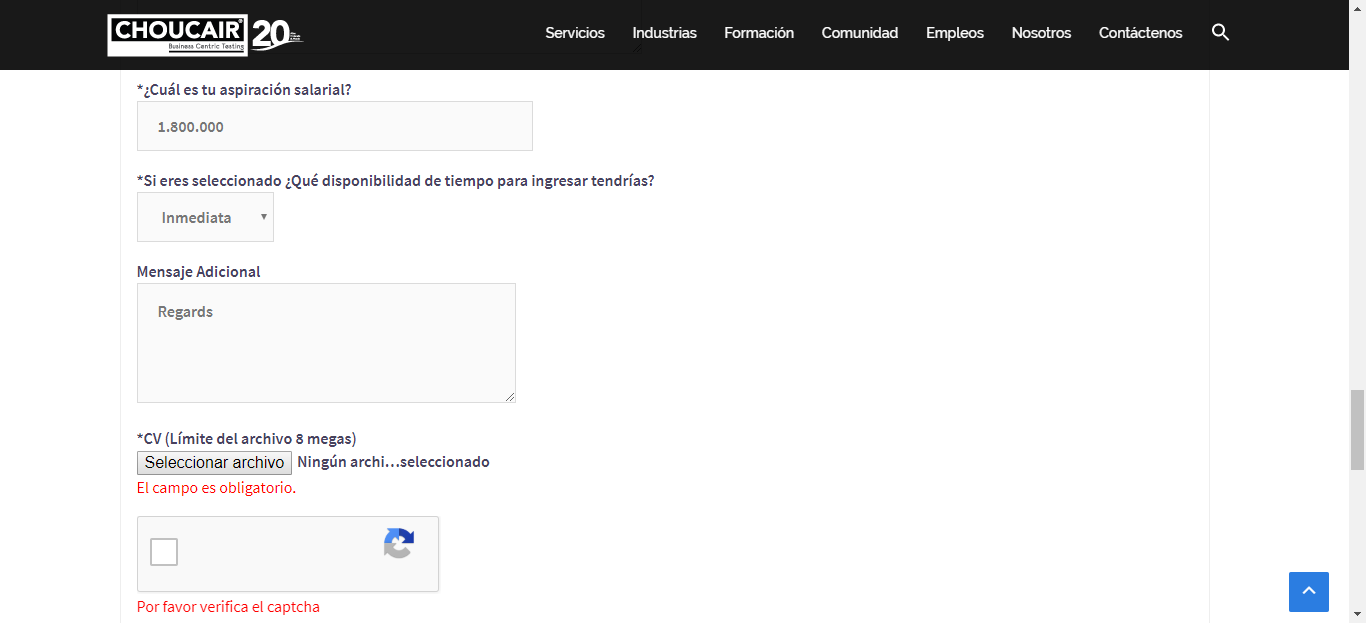 CHOUCAIR®
Business Centric Testing
20
Servicios Industrias Formación Comunidad Empleos Nosotros Contáctenos
*¿Cuál es tu aspiración salarial?
1.800.000
*Si eres seleccionado ¿Qué disponibilidad de tiempo para ingresar tendrías?
Inmediata
Mensaje Adicional
Regards
*CV (Límite del archivo 8 megas)
Seleccionar archivo Ningún archi...seleccionado
El campo es obligatorio.
Por favor verifica el captcha